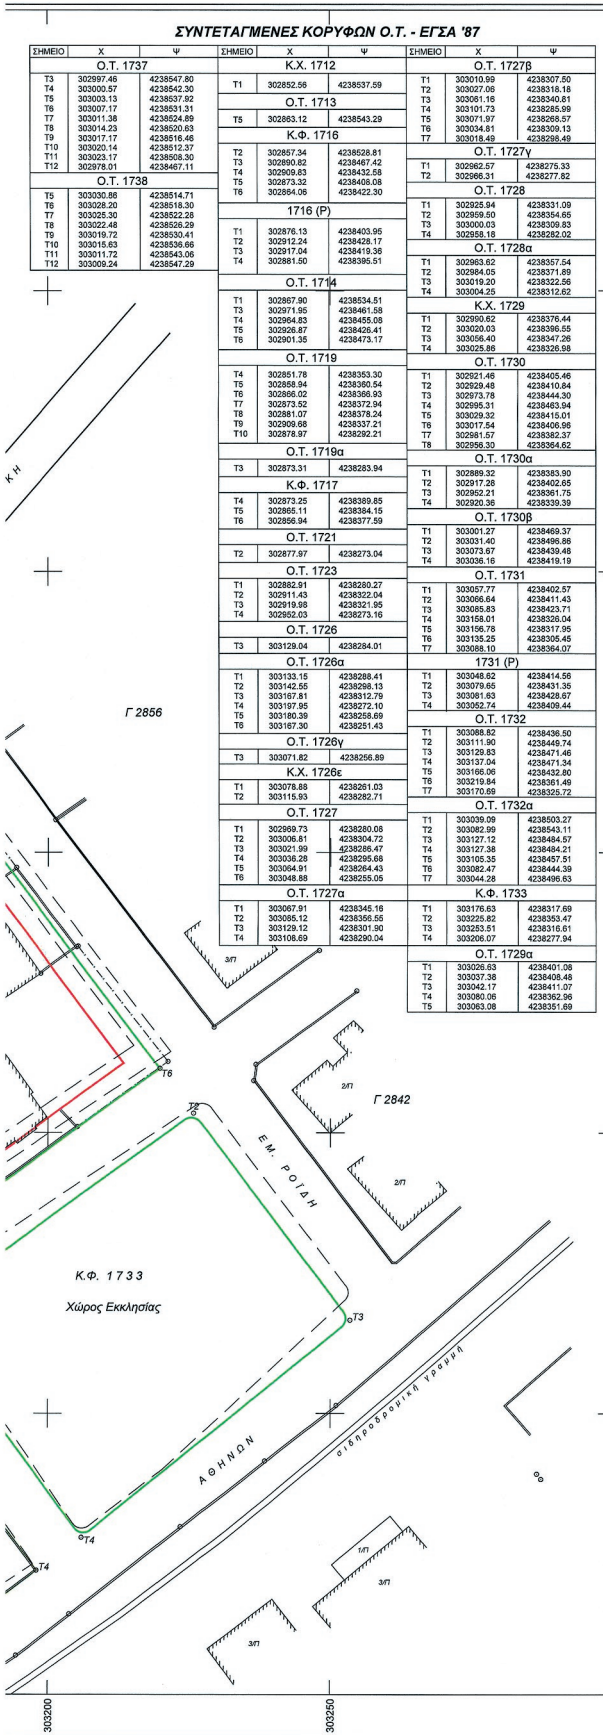 ΣΥΝΤΕΤΑΓΜΕΝΕΣ ΚΟΡΥΦΩΝ Ο.Τ. - ΕΓΣΑ '87
ΣΗΜΕΙΟ Χ Ψ
Ο.Τ. 1737
T3 302997.46 4238547.80
T4 303000.57 4238542.30
T5 303003.13 4238537.92
T6 303007.17 4238531.31
T7 303011.38 4238524.89
T8 303014.23 4238520.63
T9 303017.17 4238516.46
T10 303020.14 4238512.37
T11 303023.17 4238508.30
T12 302978.01 4238467.11
Ο.Τ. 1738
T5 303030.86 4238514.71
T6 303028.20 4238518.30
T7 303025.30 4238522.28
T8 303022.48 4238526.29
T9 303019.72 4238530.41
T10 303015.63 4238536.66
T11 303011.72 4238543.06
T12 303009.24 4238547.29
ΣΗΜΕΙΟ Χ Ψ
Κ.Χ. 1712
T1 302852.56 4238537.59
Ο.Τ. 1713
T5 302863.12 4238543.29
Κ.Φ. 1716
T2 302857.34 4238528.81
T3 302890.82 4238467.42
T4 302909.63 4238432.58
T5 302873.32 4238408.08
T6 302864.06 4238422.30
1716 (Ρ)
T1 302876.13 4238403.95
T2 302912.24 4238428.17
T3 302917.04 4238419.36
T4 302881.50 4238395.51
Ο.Τ. 1714
T1 302867.90 4238534.51
T3 302971.95 4238461.58
T4 302964.83 4238455.08
T5 302926.87 4238426.41
T6 302901.35 4238473.17
Ο.Τ. 1719
T4 302851.78 4238353.30
T5 302858.94 4238360.54
T6 302866.02 4238366.93
T7 302873.52 4238372.94
T8 302881.07 4238378.24
T9 302909.68 4238337.21
T10 302878.97 4238292.21
Ο.Τ. 1719α
T3 302873.31 4238283.94
Κ.Φ. 1717
T4 302873.25 4238389.85
T5 302865.11 4238384.15
T6 302856.94 4238377.59
Ο.Τ. 1721
T2 302877.97 4238273.04
Ο.Τ. 1723
T1 302882.91 4238280.27
T2 302911.43 4238322.04
T3 302919.98 4238321.95
T4 302952.03 4238273.16
Ο.Τ. 1726
T3 303129.04 4238284.01
Ο.Τ. 1726α
T1 303133.15 4238288.41
T2 303142.55 4238298.13
T3 303167.81 4238312.79
T4 303197.95 4238272.10
T5 303180.39 4238258.69
T6 303167.30 4238251.43
Ο.Τ. 1726γ
T3 303071.82 4238256.89
Κ.Χ. 1726ε
T1 303078.88 4238261.03
T2 303115.93 4238282.71
Ο.Τ. 1727
T1 302969.73 4238280.08
T2 303006.81 4238304.72
T3 303021.99 4238286.47
T4 303036.28 4238295.68
T5 303064.91 4238264.43
T6 303048.88 4238255.05
Ο.Τ. 1727α
T1 303067.91 4238345.16
T2 303085.12 4238356.55
T3 303129.12 4238301.90
T4 303108.69 4238290.04
ΣΗΜΕΙΟ Χ Ψ
Ο.Τ. 1727β
T1 303010.99 4238307.50
T2 303027.06 4238318.18
T3 303061.16 4238340.81
T4 303101.73 4238285.99
T5 303071.97 4238268.57
T6 303034.81 4238309.13
T7 303018.49 4238298.49
Ο.Τ. 1727γ
T1 302962.57 4238275.33
T2 302966.31 4238277.82
Ο.Τ. 1728
T1 302925.94 4238331.09
T2 302959.50 4238354.65
T3 303000.03 4238309.83
T4 302958.18 4238282.02
Ο.Τ. 1728α
T1 302963.62 4238357.54
T2 302984.05 4238371.89
T3 303019.20 4238322.56
T4 303004.25 4238312.62
Κ.Χ. 1729
T1 302990.62 4238376.44
T2 303020.03 4238396.55
T3 303056.40 4238347.26
T4 303025.86 4238326.98
Ο.Τ. 1730
T1 302921.46 4238405.46
T2 302929.48 4238410.84
T3 302973.78 4238444.30
T4 302995.31 4238463.94
T5 303029.32 4238415.01
T6 303017.54 4238406.96
T7 302981.57 4238382.37
T8 302956.30 4238364.62
Ο.Τ. 1730α
T1 302889.32 4238383.90
T2 302917.28 4238402.65
T3 302952.21 4238361.75
T4 302920.36 4238339.39
Ο.Τ. 1730β
T1 303001.27 4238469.37
T2 303031.40 4238496.86
T3 303073.67 4238439.48
T4 303036.16 4238419.19
Ο.Τ. 1731
T1 303057.77 4238402.57
T2 303066.64 4238411.43
T3 303085.83 4238423.71
T4 303158.01 4238326.04
T5 303156.78 4238317.95
T6 303135.25 4238305.45
T7 303088.10 4238364.07
1731 (Ρ)
T1 303048.62 4238414.56
T2 303079.65 4238431.35
T3 303081.63 4238428.67
T4 303052.74 4238409.44
Ο.Τ. 1732
T1 303088.82 4238436.50
T2 303111.90 4238449.74
T3 303129.83 4238471.46
T4 303137.04 4238471.34
T5 303166.06 4238432.80
T6 303219.84 4238361.49
T7 303170.69 4238325.72
Ο.Τ. 1732α
T1 303039.09 4238503.27
T2 303082.99 4238543.11
T3 303127.12 4238484.57
T4 303127.38 4238484.21
T5 303105.35 4238457.51
T6 303082.47 4238444.39
T7 303044.28 4238496.63
Κ.Φ. 1733
T1 303176.63 4238317.69
T2 303225.82 4238353.47
T3 303253.51 4238316.61
T4 303206.07 4238277.94
Ο.Τ. 1729α
T1 303026.63 4238401.08
T2 303037.38 4238408.48
T3 303042.17 4238411.07
T4 303080.06 4238362.96
T5 303063.08 4238351.69
ΚΗ
Γ 2856
3/Π
T6
T2
2/Π
Γ 2842
ΕΜ. ΡΟΪΔΗ
2/Π
Κ.Φ. 1733
Χώρος Εκκλησίας
T3
σιδηροδρομική γραμμή
ΑΘΗΝΩΝ
T4
T4
1/Π
3/Π
3/Π
303200
303250